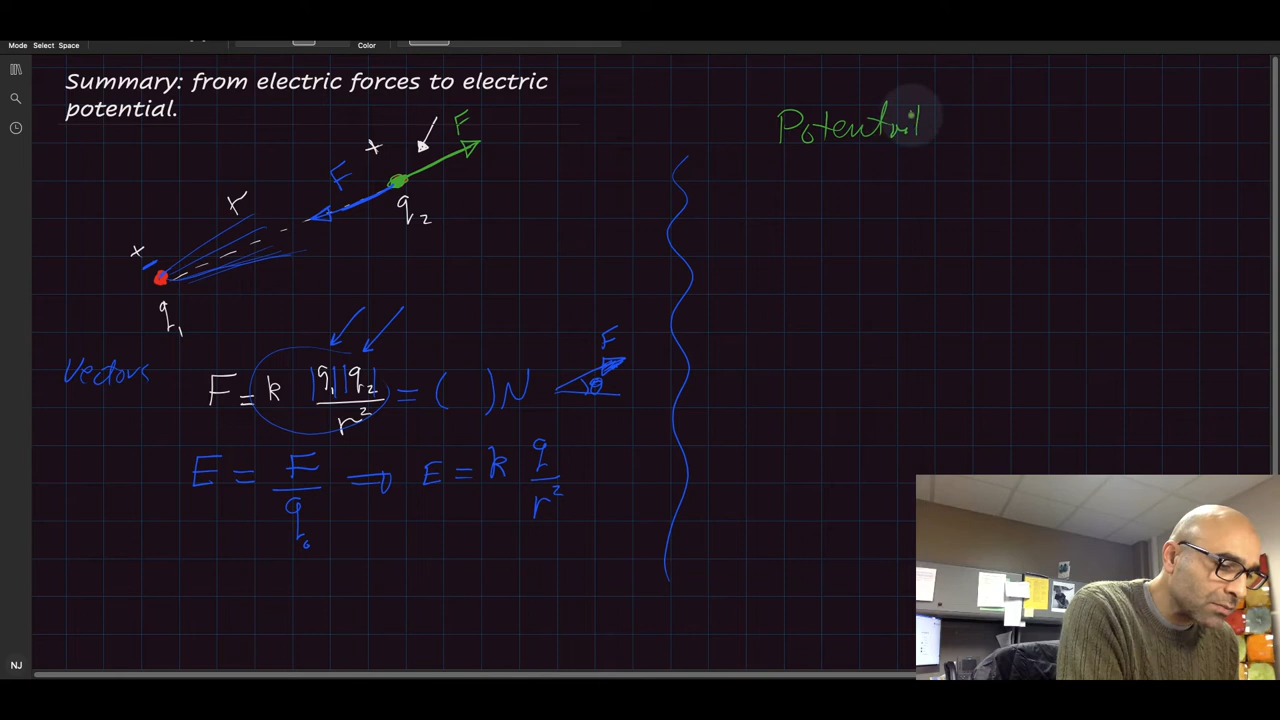 Mode Select Space Color
Summary: from electric forces to electric
potential.
Potential
F
x
F
r
q₂
x
q₁
Vectors
F = k |q₁||q₂| / r² = ( ) N
F
θ
E = F / q₀ ⟹ E = k q / r²
NJ